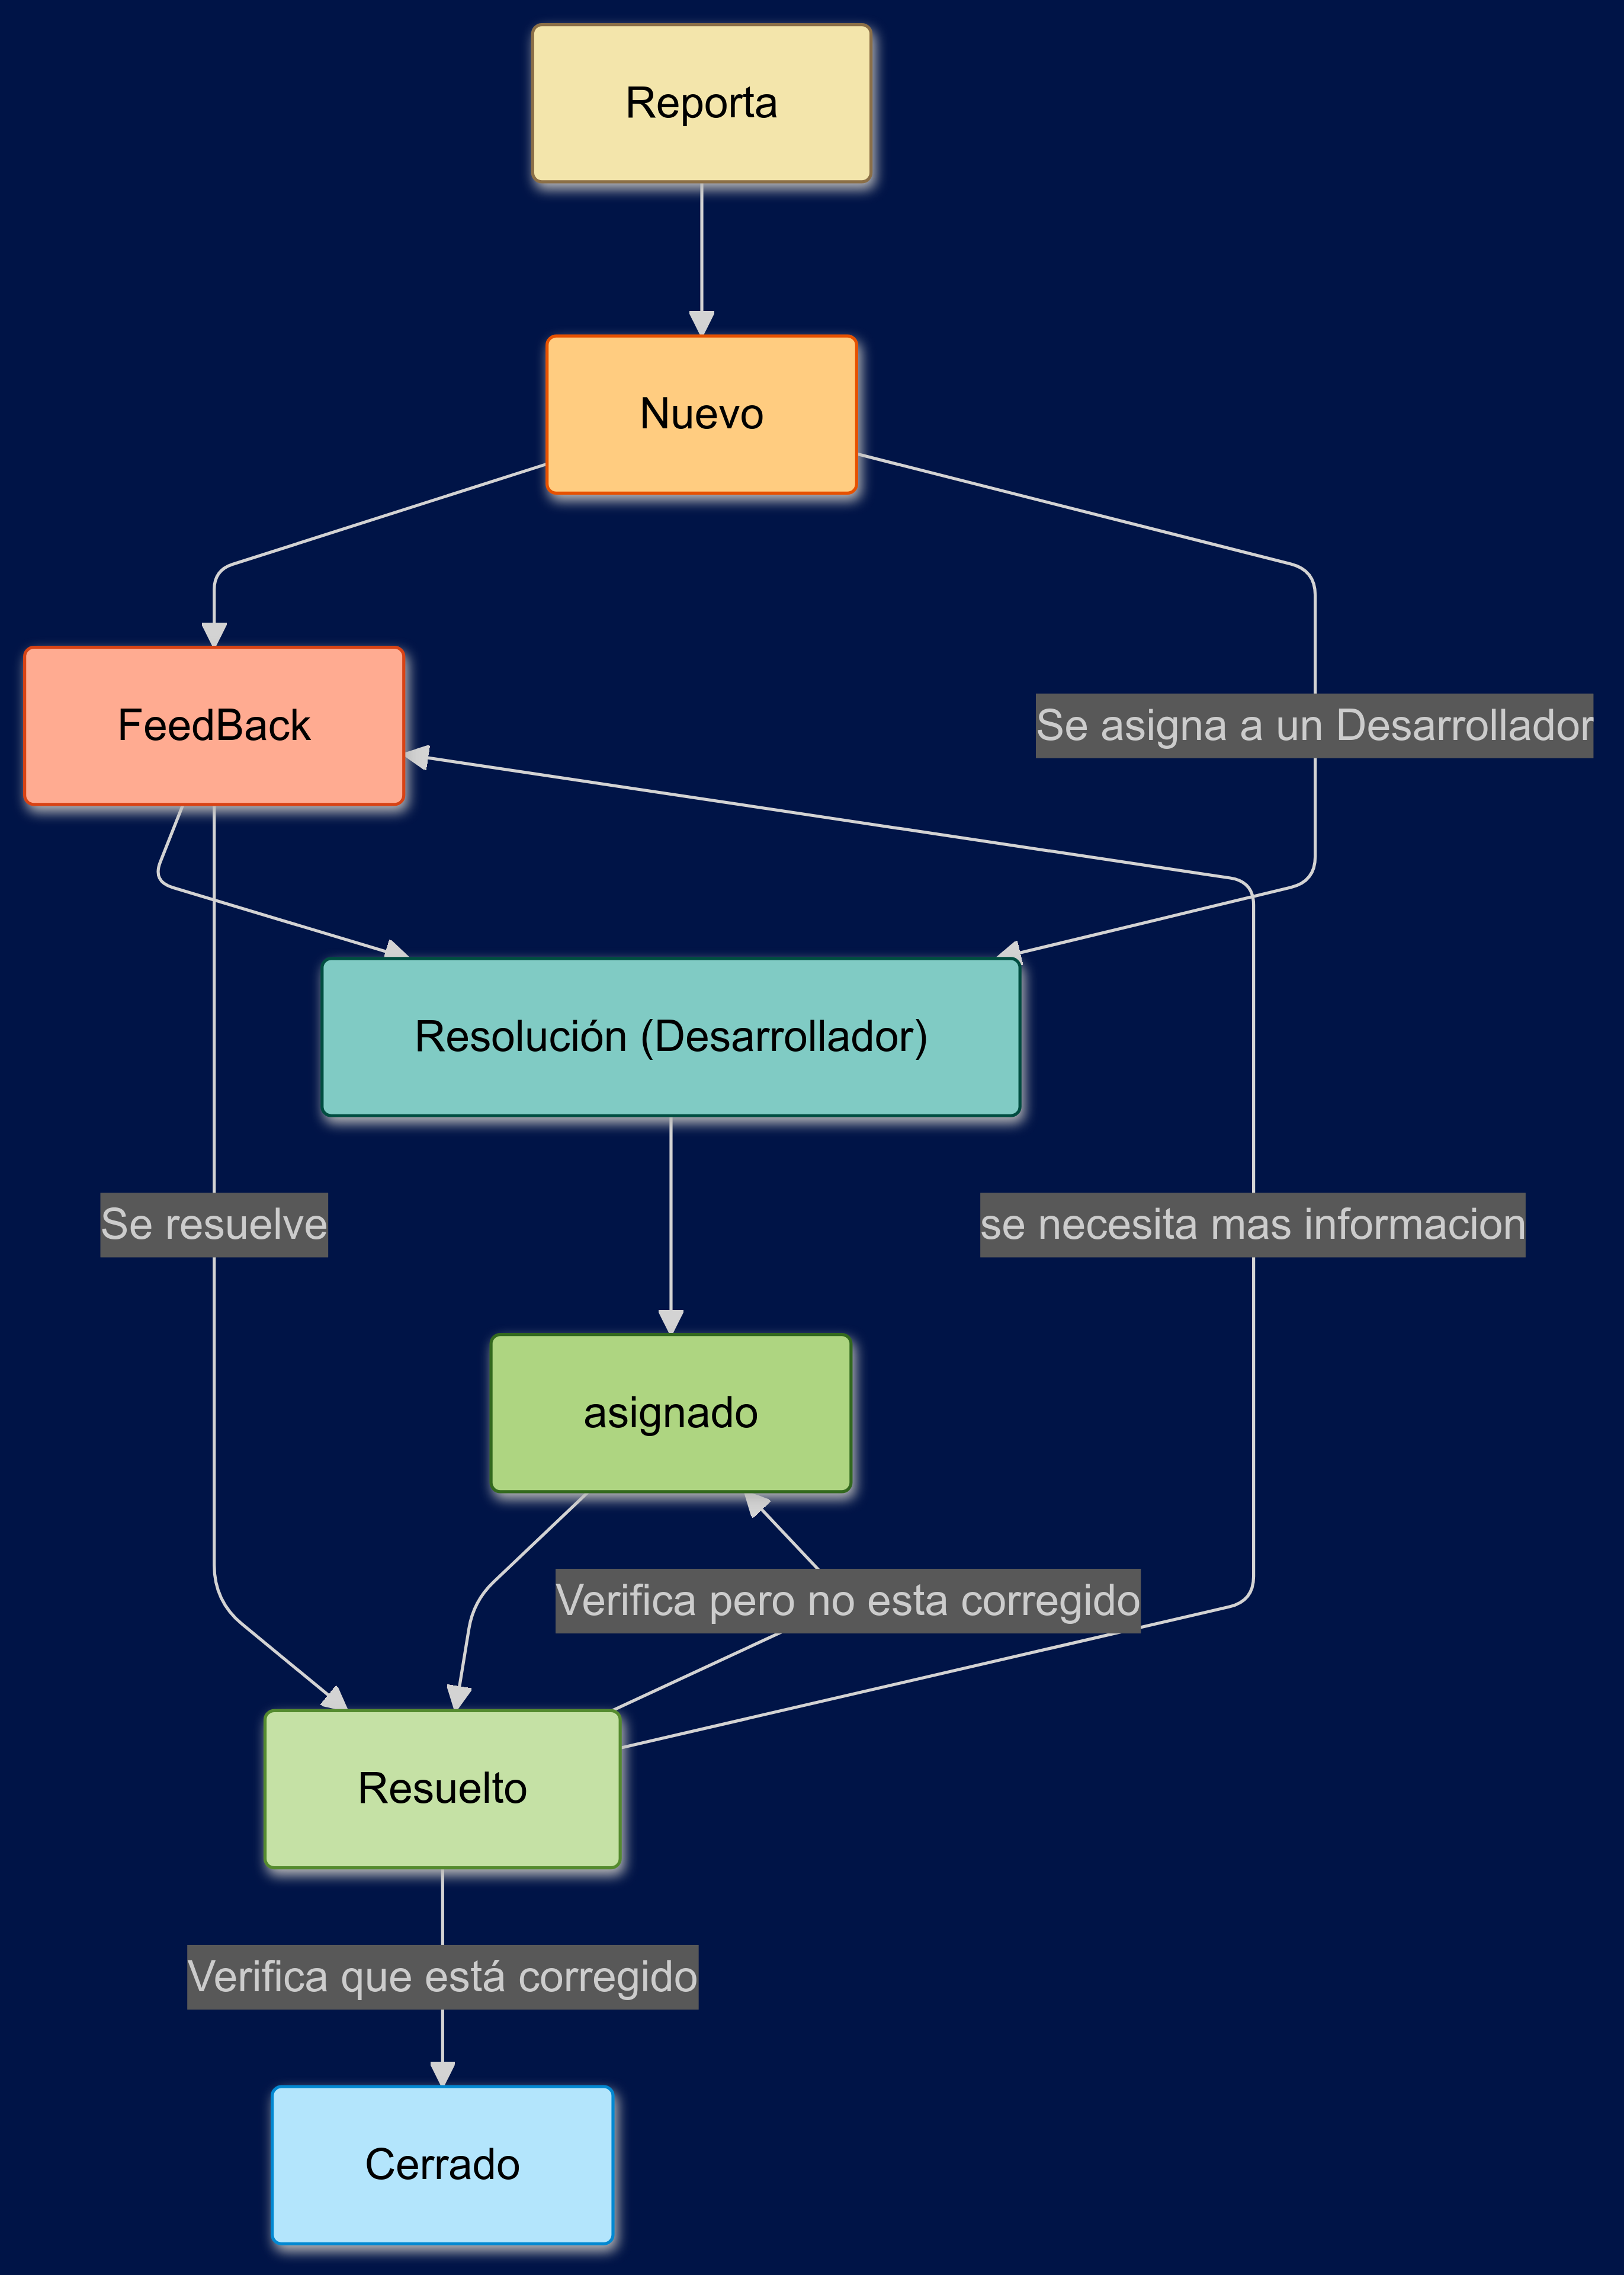 Reporta
Nuevo
FeedBack
Se asigna a un Desarrollador
Resolución (Desarrollador)
Se resuelve
se necesita mas informacion
asignado
Verifica pero no esta corregido
Resuelto
Verifica que está corregido
Cerrado